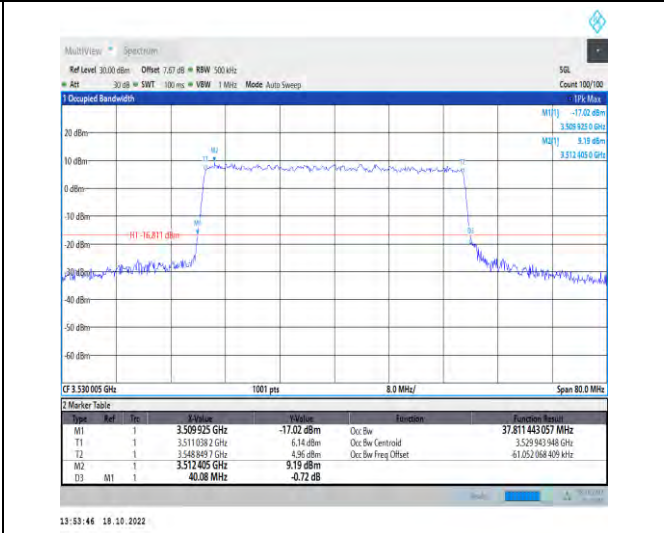 MultiView Spectrum
Ref Level 30.00 dBm Offset 7.67 dB RBW 500 kHz SGL
Att 30 dB SWT 100 ms VBW 1 MHz Mode Auto Sweep Count 100/100
1 Occupied Bandwidth 1Pk Max
M1(1) -17.02 dBm
3.509 925 0 GHz
M2(1) 9.19 dBm
3.512 405 0 GHz
20 dBm
M2
T1
T2
10 dBm
0 dBm
-10 dBm
M1
H1 -16.811 dBm
D3
-20 dBm
-30 dBm
-40 dBm
-50 dBm
-60 dBm
CF 3.530 005 GHz 1001 pts 8.0 MHz/ Span 80.0 MHz
2 Marker Table
Type Ref Trc X-Value Y-Value Function Function Result
M1 1 3.509 925 GHz -17.02 dBm Occ Bw 37.811 443 057 MHz
T1 1 3.511 038 2 GHz 6.14 dBm Occ Bw Centroid 3.529 943 948 GHz
T2 1 3.548 849 7 GHz 4.96 dBm Occ Bw Freq Offset -61.052 068 409 kHz
M2 1 3.512 405 GHz 9.19 dBm
D3 M1 1 40.08 MHz -0.72 dB
13:53:46 18.10.2022